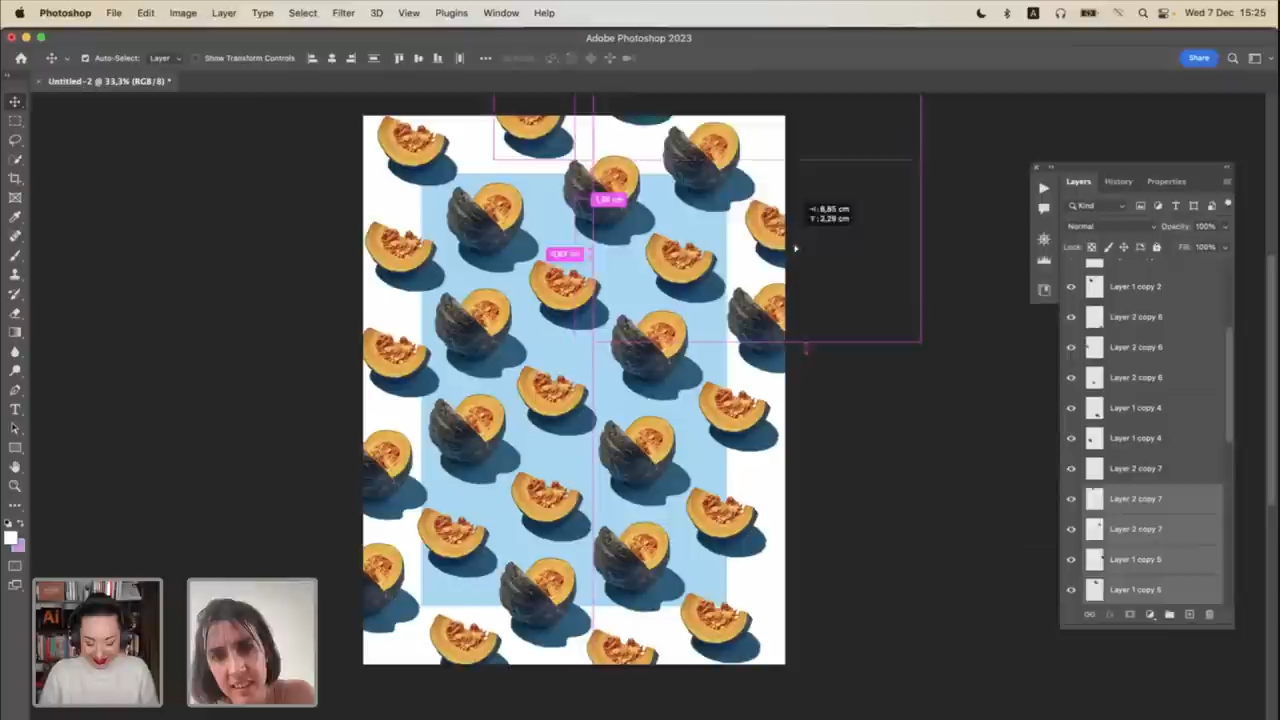 Photoshop File Edit Image Layer Type Select Filter 3D View Plugins Window Help A Wed 7 Dec 15:25
Adobe Photoshop 2023
Auto-Select: Layer Show Transform Controls Share
Untitled-2 @ 33,3% (RGB/8) *
Layers History Properties
Kind
Normal Opacity: 100%
Lock: Fill: 100%
Layer 1 copy 2
Layer 2 copy 6
Layer 2 copy 6
Layer 2 copy 6
Layer 1 copy 4
Layer 1 copy 4
Layer 2 copy 7
Layer 2 copy 7
Layer 2 copy 7
Layer 1 copy 5
Layer 1 copy 5
T
Ai